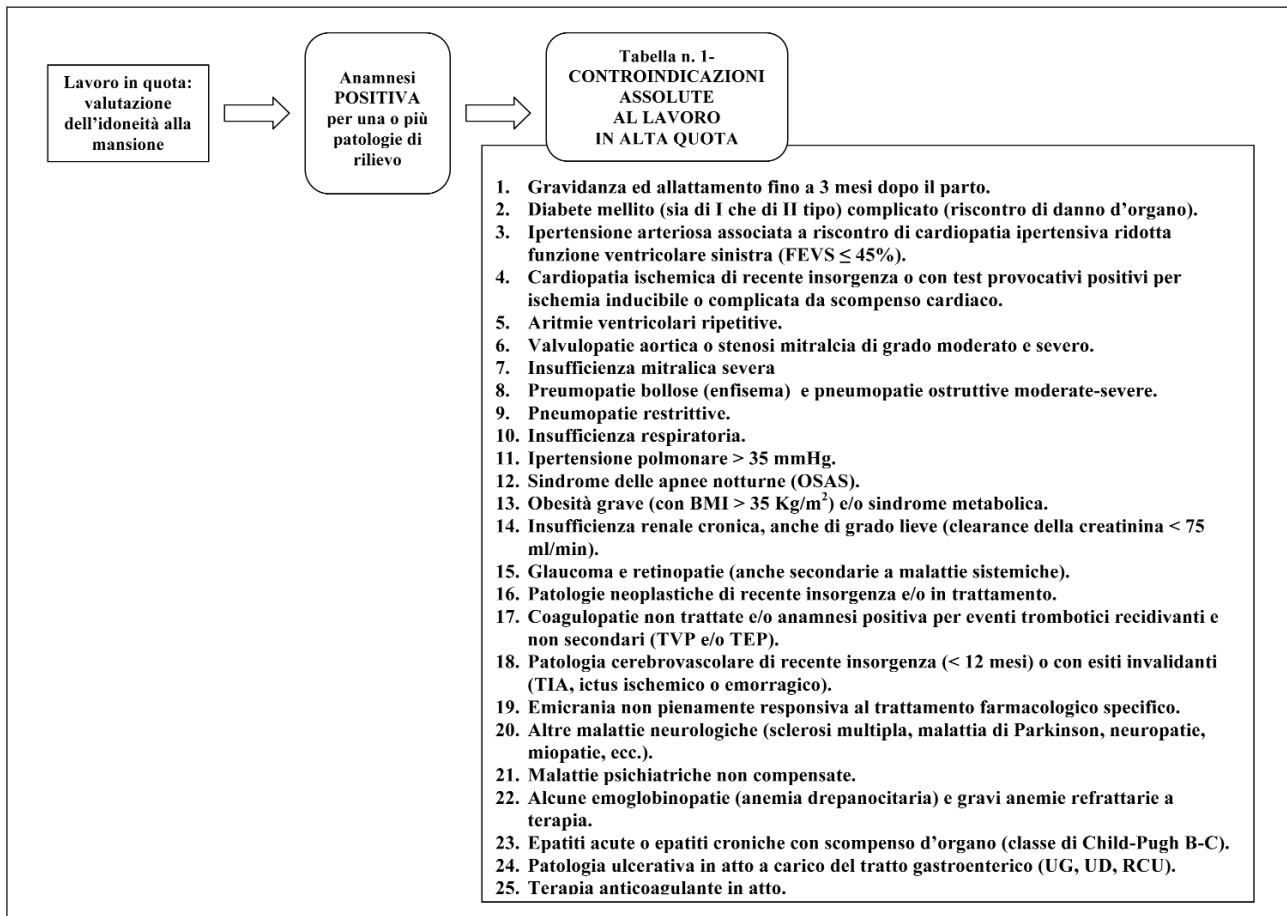 Lavoro in quota:
valutazione
dell'idoneità alla
mansione
Anamnesi
POSITIVA
per una o più
patologie di
rilievo
Tabella n. 1-
CONTROINDICAZIONI
ASSOLUTE
AL LAVORO
IN ALTA QUOTA
1. Gravidanza ed allattamento fino a 3 mesi dopo il parto.
2. Diabete mellito (sia di I che di II tipo) complicato (riscontro di danno d'organo).
3. Ipertensione arteriosa associata a riscontro di cardiopatia ipertensiva ridotta
funzione ventricolare sinistra (FEVS ≤ 45%).
4. Cardiopatia ischemica di recente insorgenza o con test provocativi positivi per
ischemia inducibile o complicata da scompenso cardiaco.
5. Aritmie ventricolari ripetitive.
6. Valvulopatie aortica o stenosi mitralcia di grado moderato e severo.
7. Insufficienza mitralica severa
8. Preumopatie bollose (enfisema) e pneumopatie ostruttive moderate-severe.
9. Pneumopatie restrittive.
10. Insufficienza respiratoria.
11. Ipertensione polmonare > 35 mmHg.
12. Sindrome delle apnee notturne (OSAS).
13. Obesità grave (con BMI > 35 Kg/m²) e/o sindrome metabolica.
14. Insufficienza renale cronica, anche di grado lieve (clearance della creatinina < 75
ml/min).
15. Glaucoma e retinopatie (anche secondarie a malattie sistemiche).
16. Patologie neoplastiche di recente insorgenza e/o in trattamento.
17. Coagulopatie non trattate e/o anamnesi positiva per eventi trombotici recidivanti e
non secondari (TVP e/o TEP).
18. Patologia cerebrovascolare di recente insorgenza (< 12 mesi) o con esiti invalidanti
(TIA, ictus ischemico o emorragico).
19. Emicrania non pienamente responsiva al trattamento farmacologico specifico.
20. Altre malattie neurologiche (sclerosi multipla, malattia di Parkinson, neuropatie,
miopatie, ecc.).
21. Malattie psichiatriche non compensate.
22. Alcune emoglobinopatie (anemia drepanocitaria) e gravi anemie refrattarie a
terapia.
23. Epatiti acute o epatiti croniche con scompenso d'organo (classe di Child-Pugh B-C).
24. Patologia ulcerativa in atto a carico del tratto gastroenterico (UG, UD, RCU).
25. Terapia anticoagulante in atto.